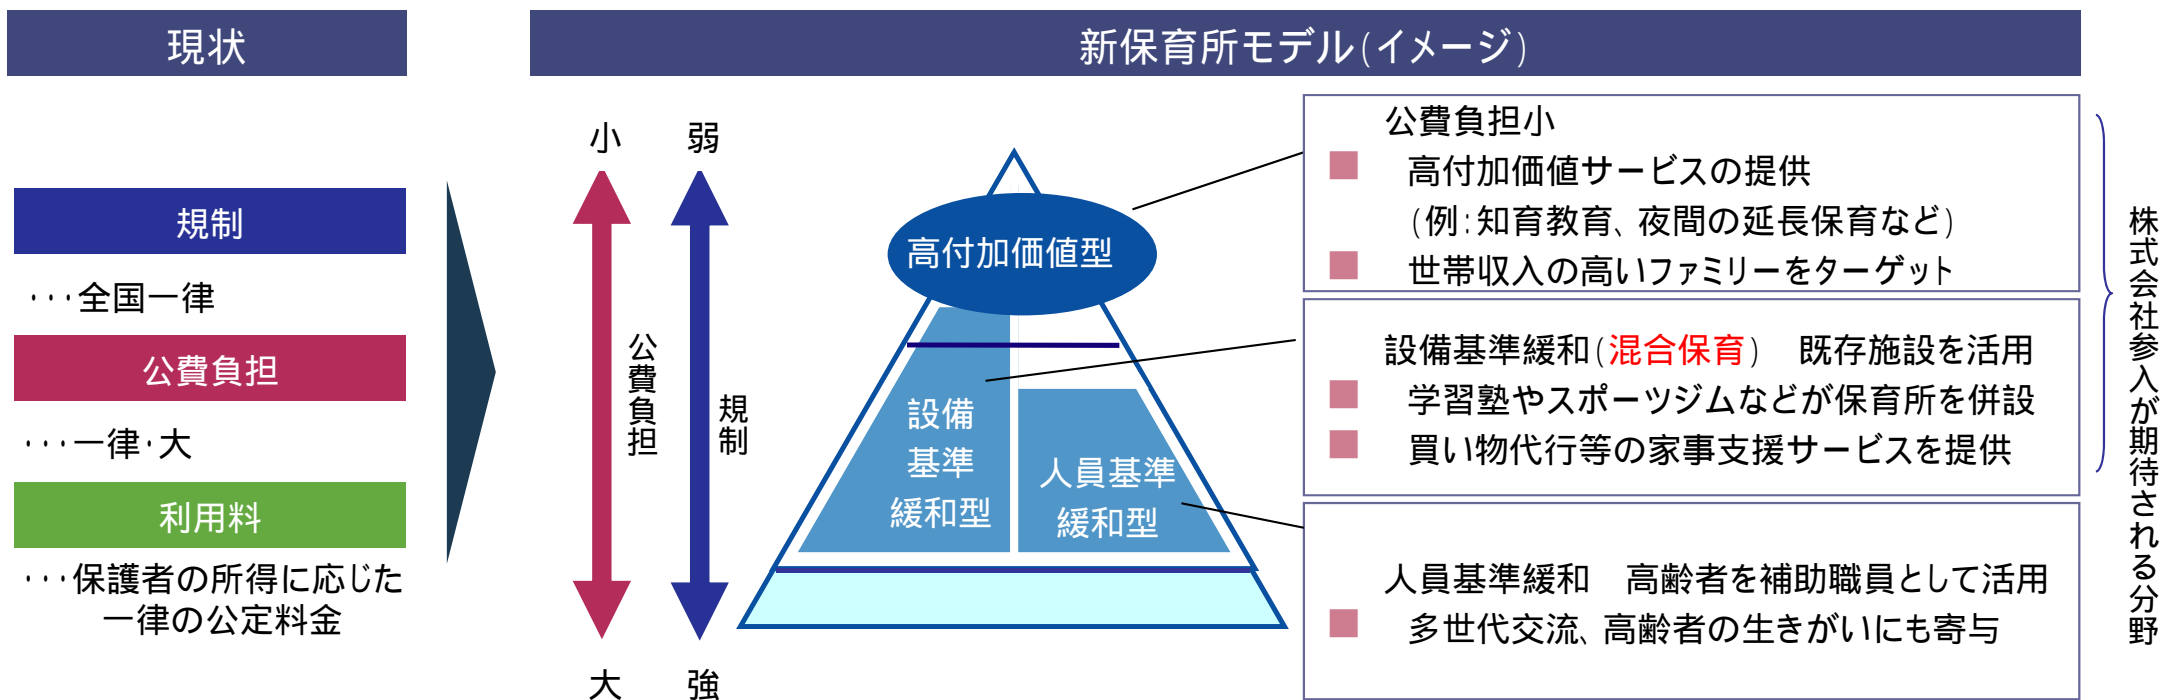 現状
規制
・・・全国一律
公費負担
・・・一律・大
利用料
・・・保護者の所得に応じた
一律の公定料金
新保育所モデル(イメージ)
小
弱
公費負担
規制
大
強
高付加価値型
設備
基準
緩和型
人員基準
緩和型
公費負担小
高付加価値サービスの提供
(例:知育教育、夜間の延長保育など)
世帯収入の高いファミリーをターゲット
設備基準緩和(混合保育) 既存施設を活用
学習塾やスポーツジムなどが保育所を併設
買い物代行等の家事支援サービスを提供
人員基準緩和 高齢者を補助職員として活用
多世代交流、高齢者の生きがいにも寄与
株式会社参入が期待される分野